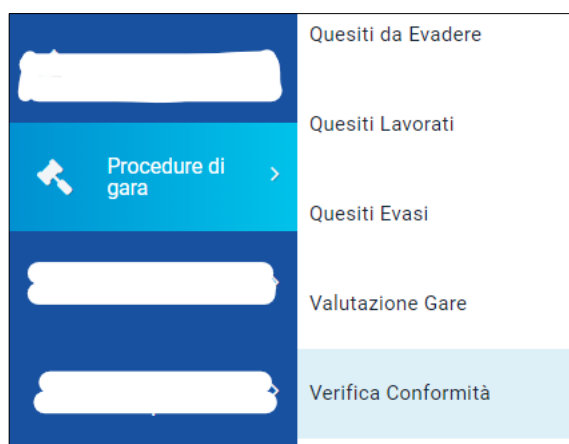 Procedure di
gara
Quesiti da Evadere
Quesiti Lavorati
Quesiti Evasi
Valutazione Gare
Verifica Conformità